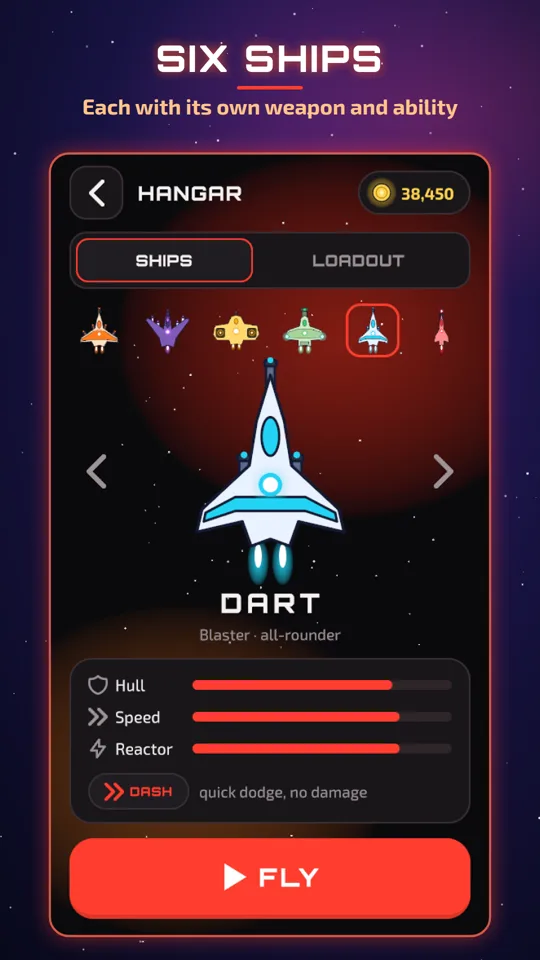 SIX SHIPS
Each with its own weapon and ability
HANGAR
38,450
SHIPS
LOADOUT
DART
Blaster · all-rounder
Hull
Speed
Reactor
DASH
quick dodge, no damage
FLY